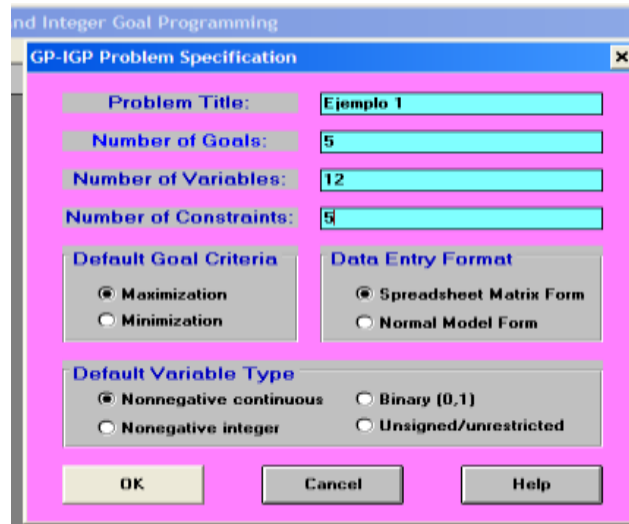 nd Integer Goal Programming
GP-IGP Problem Specification
Problem Title: Ejemplo 1
Number of Goals: 5
Number of Variables: 12
Number of Constraints: 5
Default Goal Criteria
Maximization
Minimization
Data Entry Format
Spreadsheet Matrix Form
Normal Model Form
Default Variable Type
Nonnegative continuous
Nonegative integer
Binary (0,1)
Unsigned/unrestricted
OK
Cancel
Help